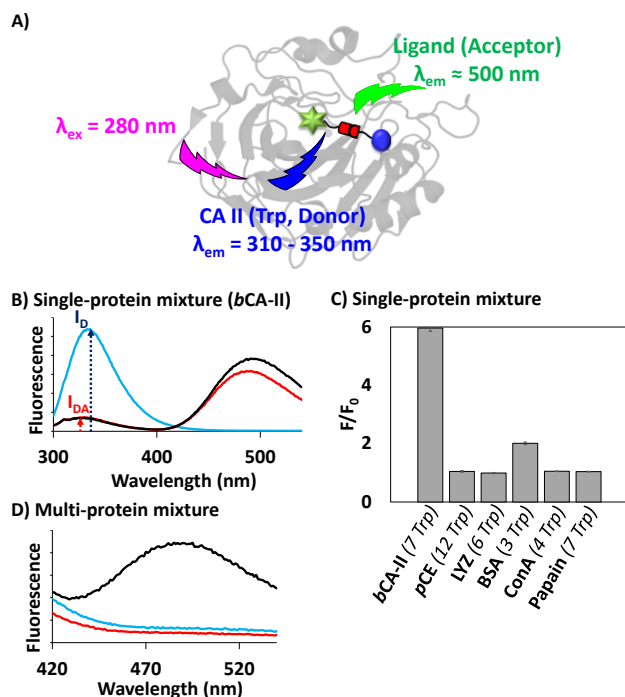 A)
Ligand (Acceptor)
λem ≈ 500 nm
λex = 280 nm
CA II (Trp, Donor)
λem = 310 - 350 nm
B) Single-protein mixture (bCA-II)
ID
IDA
Fluorescence
300 400 500
Wavelength (nm)
C) Single-protein mixture
F/F0
6
4
2
0
bCA-II (7 Trp)
pCE (12 Trp)
LYZ (6 Trp)
BSA (3 Trp)
ConA (4 Trp)
Papain (7 Trp)
D) Multi-protein mixture
Fluorescence
420 470 520
Wavelength (nm)